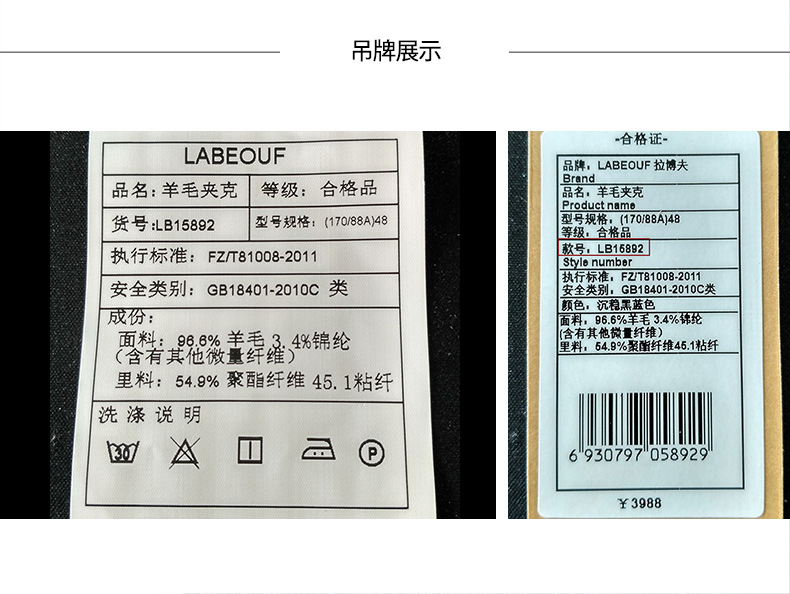 吊牌展示
LABEOUF
品名:羊毛夹克 等级: 合格品
货号:LB15892 型号规格: (170/88A)48
执行标准: FZ/T81008-2011
安全类别: GB18401-2010C 类
成份:
面料: 96.6% 羊毛 3.4%锦纶
(含有其他微量纤维)
里料: 54.9% 聚酯纤维 45.1粘纤
洗涤说明
30
P
-合格证-
品牌: LABEOUF 拉博夫
Brand
品名: 羊毛夹克
Product name
型号规格: (170/88A)48
等级: 合格品
款号: LB15892
Style number
执行标准: FZ/T81008-2011
安全类别: GB18401-2010C类
颜色: 沉稳黑蓝色
面料: 96.6%羊毛 3.4%锦纶
(含有其他微量纤维)
里料: 54.9%聚酯纤维45.1粘纤
6 930797 058929
¥ 3988